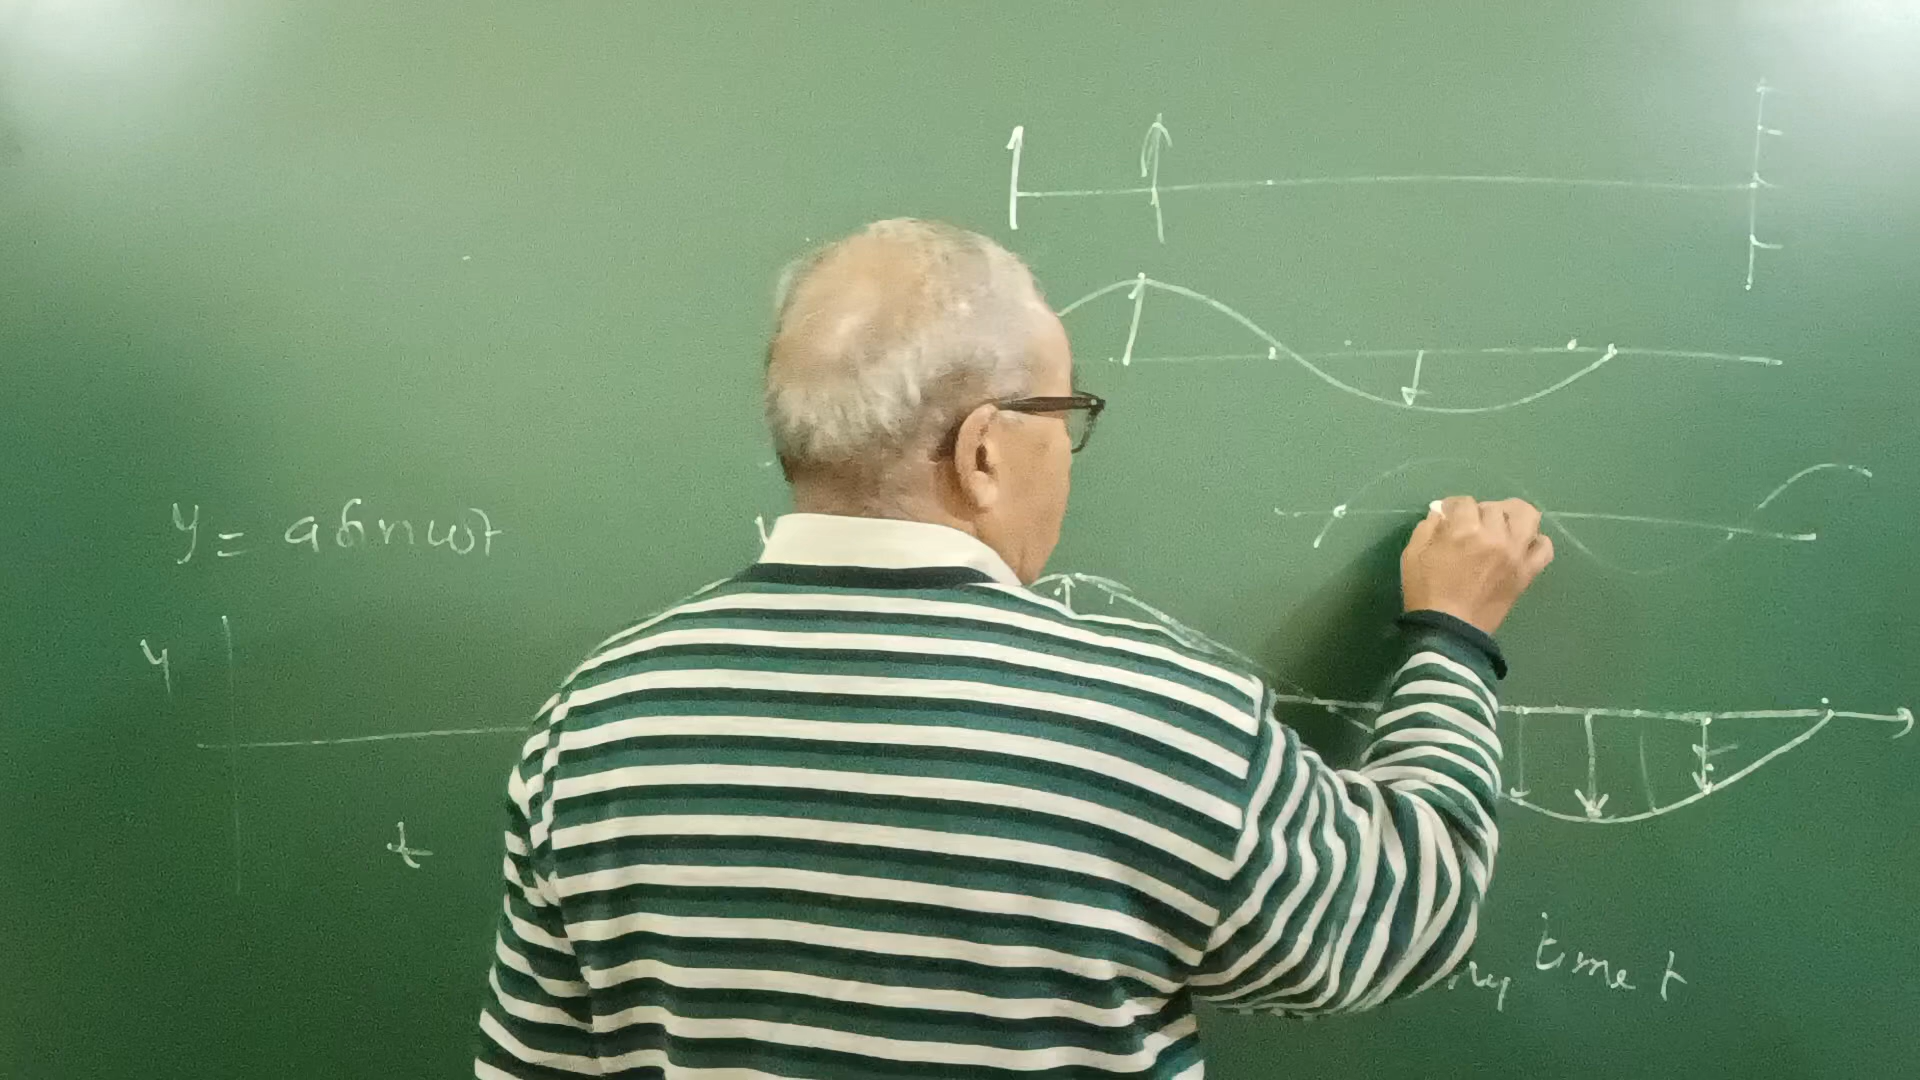 y = a sin ωt
y
t
time t